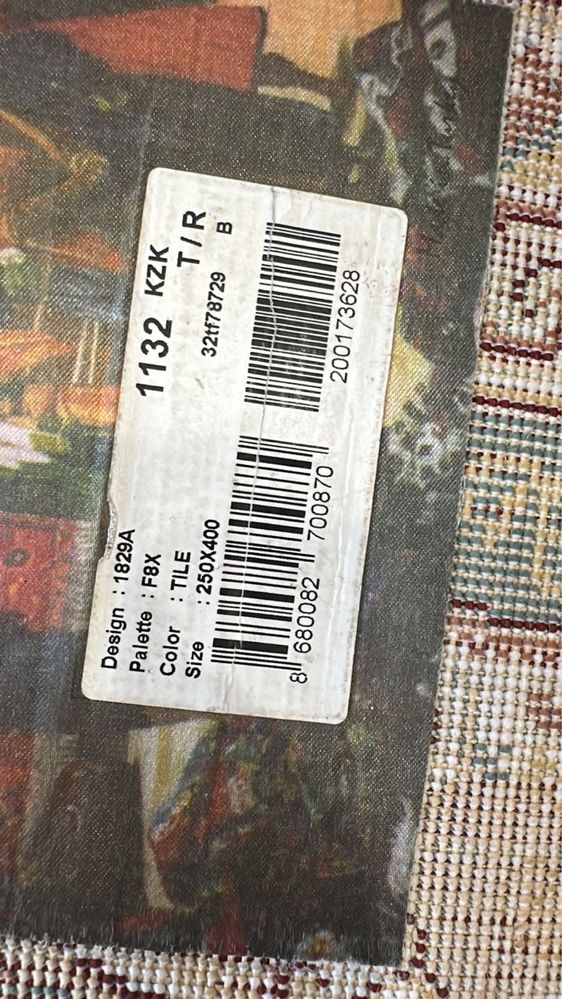 1132 KZK
T / R
32tf78729 B
Design : 1829A
Palette : F8X
Color : TILE
Size : 250X400
200173628
8 680082 700870